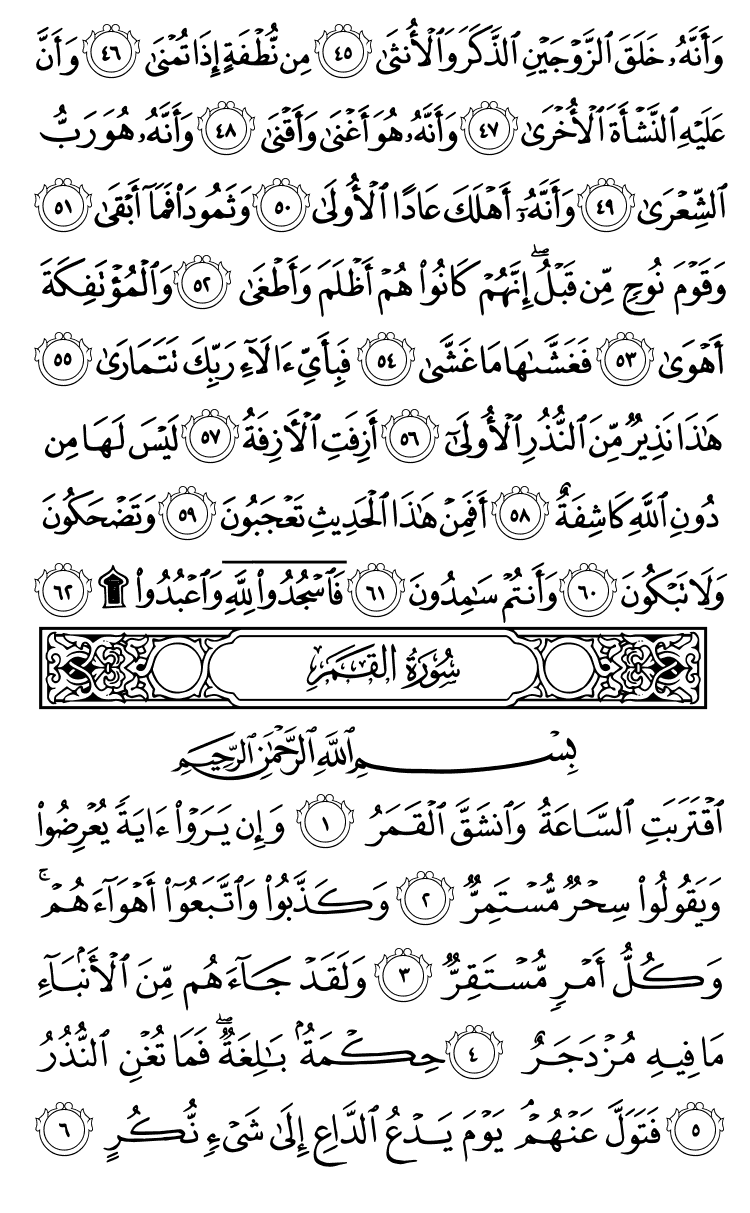 وَأَنَّهُۥ خَلَقَ ٱلزَّوۡجَيۡنِ ٱلذَّكَرَ وَٱلۡأُنثَىٰ ٤٥ مِن نُّطۡفَةٍ إِذَا تُمۡنَىٰ ٤٦ وَأَنَّ
عَلَيۡهِ ٱلنَّشۡأَةَ ٱلۡأُخۡرَىٰ ٤٧ وَأَنَّهُۥ هُوَ أَغۡنَىٰ وَأَقۡنَىٰ ٤٨ وَأَنَّهُۥ هُوَ رَبُّ
ٱلشِّعۡرَىٰ ٤٩ وَأَنَّهُۥٓ أَهۡلَكَ عَادًا ٱلۡأُولَىٰ ٥٠ وَثَمُودَاْ فَمَآ أَبۡقَىٰ ٥١
وَقَوۡمَ نُوحٖ مِّن قَبۡلُۖ إِنَّهُمۡ كَانُواْ هُمۡ أَظۡلَمَ وَأَطۡغَىٰ ٥٢ وَٱلۡمُؤۡتَفِكَةَ
أَهۡوَىٰ ٥٣ فَغَشَّىٰهَا مَا غَشَّىٰ ٥٤ فَبِأَيِّ ءَالَآءِ رَبِّكَ تَتَمَارَىٰ ٥٥
هَٰذَا نَذِيرٞ مِّنَ ٱلنُّذُرِ ٱلۡأُولَىٰٓ ٥٦ أَزِفَتِ ٱلۡأٓزِفَةُ ٥٧ لَيۡسَ لَهَا مِن
دُونِ ٱللَّهِ كَاشِفَةٌ ٥٨ أَفَمِنۡ هَٰذَا ٱلۡحَدِيثِ تَعۡجَبُونَ ٥٩ وَتَضۡحَكُونَ
وَلَا تَبۡكُونَ ٦٠ وَأَنتُمۡ سَٰمِدُونَ ٦١ فَٱسۡجُدُواْۤ لِلَّهِۤ وَٱعۡبُدُواْ ۩ ٦٢
سُورَةُ القَمَرِ
بِسۡمِ ٱللَّهِ ٱلرَّحۡمَٰنِ ٱلرَّحِيمِ
ٱقۡتَرَبَتِ ٱلسَّاعَةُ وَٱنشَقَّ ٱلۡقَمَرُ ١ وَإِن يَرَوۡاْ ءَايَةٗ يُعۡرِضُواْ
وَيَقُولُواْ سِحۡرٞ مُّسۡتَمِرّٞ ٢ وَكَذَّبُواْ وَٱتَّبَعُوٓاْ أَهۡوَآءَهُمۡۚ
وَكُلُّ أَمۡرٖ مُّسۡتَقِرّٞ ٣ وَلَقَدۡ جَآءَهُم مِّنَ ٱلۡأَنۢبَآءِ
مَا فِيهِ مُزۡدَجَرٌ ٤ حِكۡمَةُۢ بَٰلِغَةٞۖ فَمَا تُغۡنِ ٱلنُّذُرُ
٥ فَتَوَلَّ عَنۡهُمۡۘ يَوۡمَ يَدۡعُ ٱلدَّاعِ إِلَىٰ شَيۡءٖ نُّكُرٍ ٦